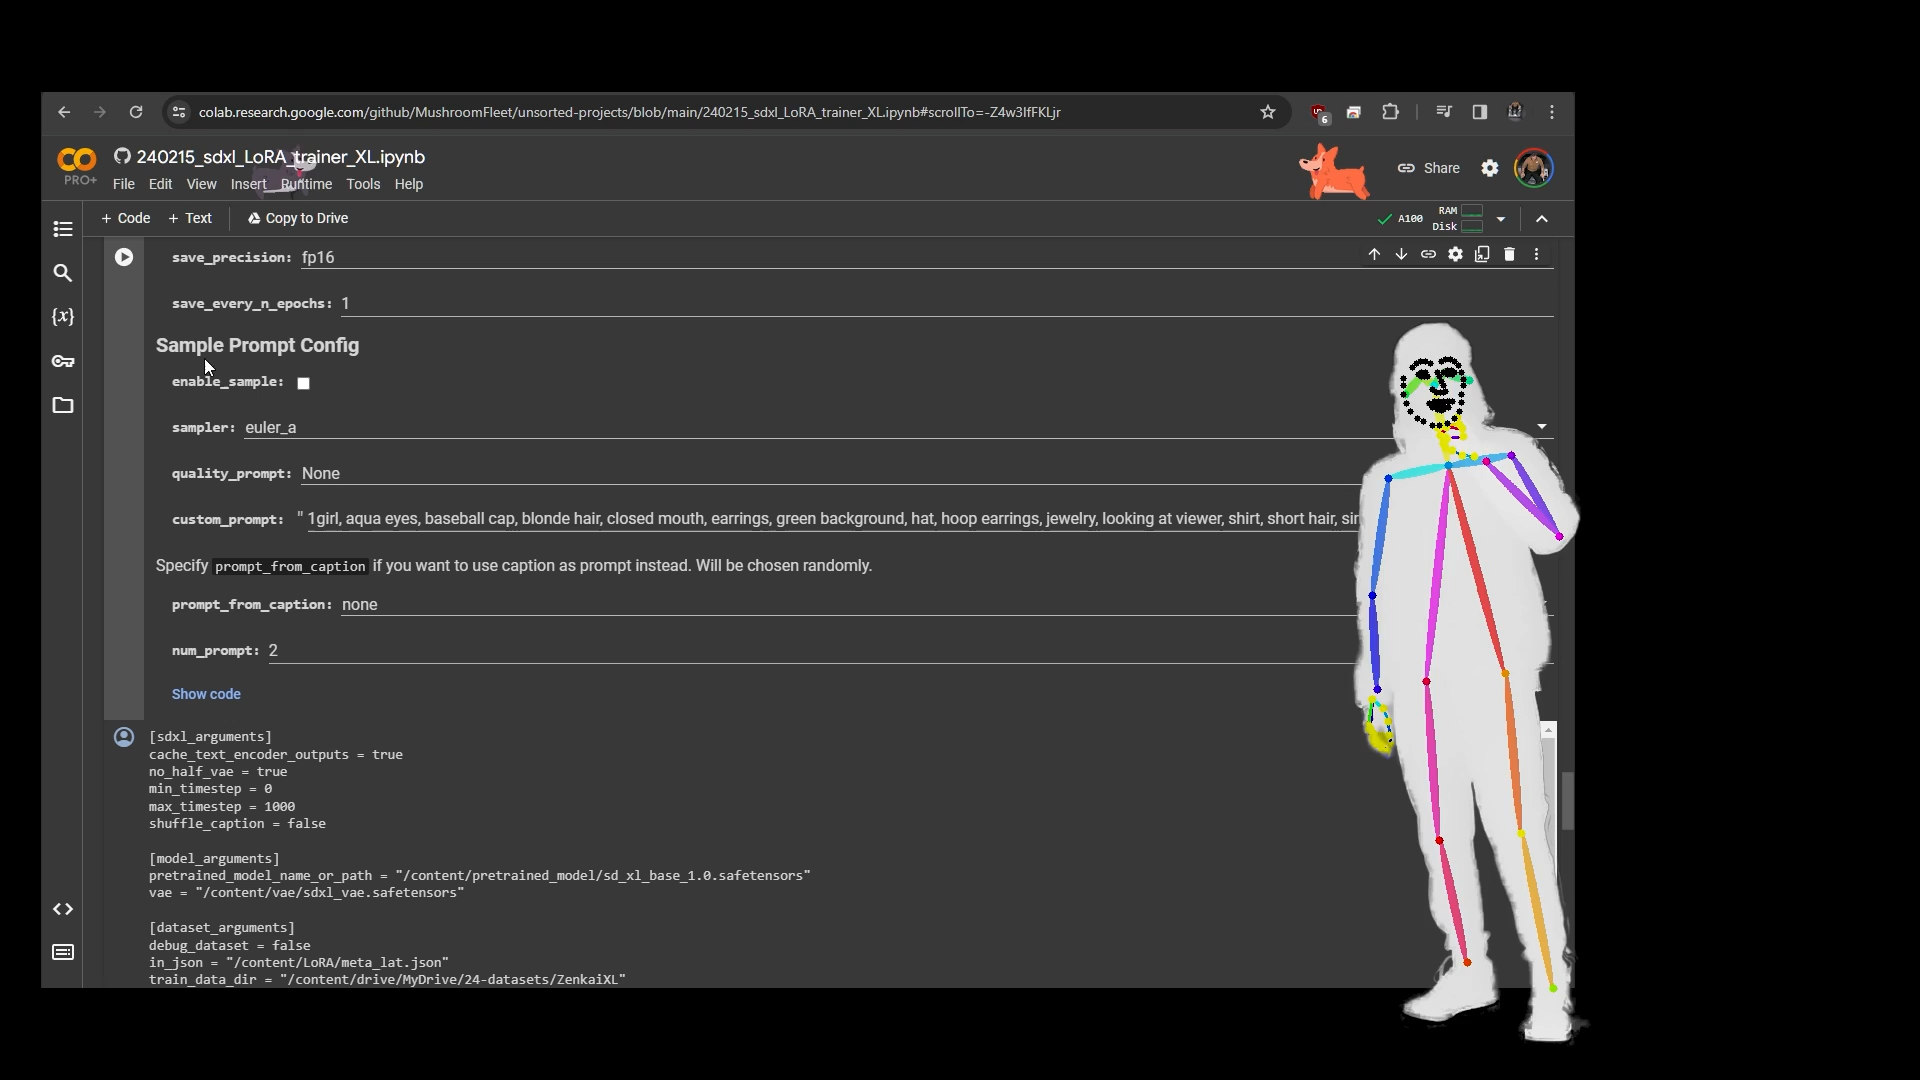 colab.research.google.com/github/MushroomFleet/unsorted-projects/blob/main/240215_sdxl_LoRA_trainer_XL.ipynb#scrollTo=-Z4w3IfFKLjr
6
PRO+
240215_sdxl_LoRA_trainer_XL.ipynb
File Edit View Insert Runtime Tools Help
Share
+ Code + Text Copy to Drive
A100 RAM
Disk
save_precision: fp16
save_every_n_epochs: 1
Sample Prompt Config
enable_sample:
sampler: euler_a
quality_prompt: None
custom_prompt: " 1girl, aqua eyes, baseball cap, blonde hair, closed mouth, earrings, green background, hat, hoop earrings, jewelry, looking at viewer, shirt, short hair,
Specify prompt_from_caption if you want to use caption as prompt instead. Will be chosen randomly.
prompt_from_caption: none
num_prompt: 2
Show code
[sdxl_arguments]
cache_text_encoder_outputs = true
no_half_vae = true
min_timestep = 0
max_timestep = 1000
shuffle_caption = false
[model_arguments]
pretrained_model_name_or_path = "/content/pretrained_model/sd_xl_base_1.0.safetensors"
vae = "/content/vae/sdxl_vae.safetensors"
[dataset_arguments]
debug_dataset = false
in_json = "/content/LoRA/meta_lat.json"
train_data_dir = "/content/drive/MyDrive/24-datasets/ZenkaiXL"